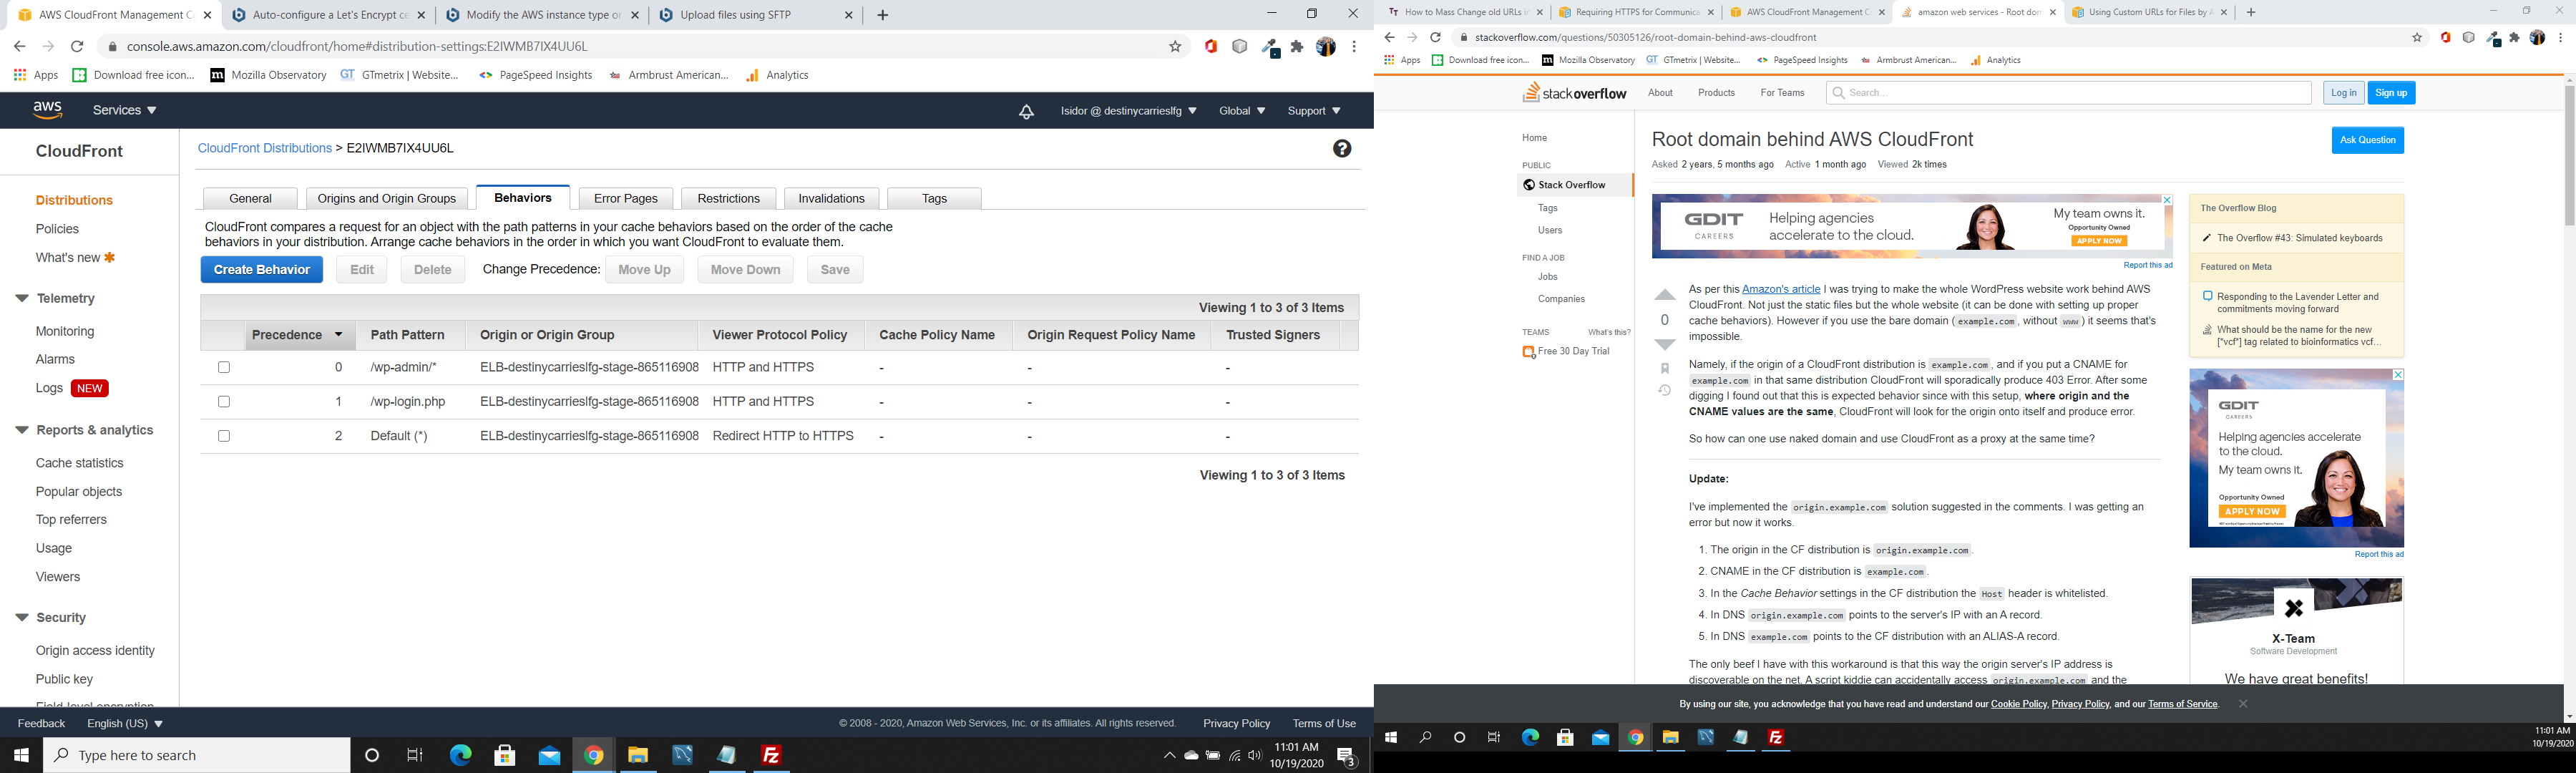 AWS CloudFront Management C
Auto-configure a Let's Encrypt ce
Modify the AWS instance type or
Upload files using SFTP
console.aws.amazon.com/cloudfront/home#distribution-settings:E2IWMB7IX4UU6L
Apps
Download free icon...
Mozilla Observatory
GTmetrix | Website...
PageSpeed Insights
Armbrust American...
Analytics
aws
Services
Isidor @ destinycarrieslfg
Global
Support
CloudFront
Distributions
Policies
What's new
Telemetry
Monitoring
Alarms
Logs NEW
Reports & analytics
Cache statistics
Popular objects
Top referrers
Usage
Viewers
Security
Origin access identity
Public key
CloudFront Distributions > E2IWMB7IX4UU6L
General
Origins and Origin Groups
Behaviors
Error Pages
Restrictions
Invalidations
Tags
CloudFront compares a request for an object with the path patterns in your cache behaviors based on the order of the cache
behaviors in your distribution. Arrange cache behaviors in the order in which you want CloudFront to evaluate them.
Create Behavior
Edit
Delete
Change Precedence:
Move Up
Move Down
Save
Viewing 1 to 3 of 3 Items
Precedence Path Pattern Origin or Origin Group Viewer Protocol Policy Cache Policy Name Origin Request Policy Name Trusted Signers
0 /wp-admin/* ELB-destinycarrieslfg-stage-865116908 HTTP and HTTPS - - -
1 /wp-login.php ELB-destinycarrieslfg-stage-865116908 HTTP and HTTPS - - -
2 Default (*) ELB-destinycarrieslfg-stage-865116908 Redirect HTTP to HTTPS - - -
Viewing 1 to 3 of 3 Items
Feedback
English (US)
© 2008 - 2020, Amazon Web Services, Inc. or its affiliates. All rights reserved.
Privacy Policy
Terms of Use
Type here to search
11:01 AM
10/19/2020
3
How to Mass Change old URLs i
Requiring HTTPS for Communica
AWS CloudFront Management C
amazon web services - Root dom
Using Custom URLs for Files by A
stackoverflow.com/questions/50305126/root-domain-behind-aws-cloudfront
Apps
Download free icon...
Mozilla Observatory
GTmetrix | Website...
PageSpeed Insights
Armbrust American...
Analytics
stackoverflow
About
Products
For Teams
Search...
Log in
Sign up
Home
PUBLIC
Stack Overflow
Tags
Users
FIND A JOB
Jobs
Companies
TEAMS
What's this?
Free 30 Day Trial
Root domain behind AWS CloudFront
Ask Question
Asked 2 years, 5 months ago Active 1 month ago Viewed 2k times
GDIT
CAREERS
Helping agencies
accelerate to the cloud.
My team owns it.
Opportunity Owned
APPLY NOW
Report this ad
0
As per this Amazon's article I was trying to make the whole WordPress website work behind AWS
CloudFront. Not just the static files but the whole website (it can be done with setting up proper
cache behaviors). However if you use the bare domain ( example.com , without www ) it seems that's
impossible.
Namely, if the origin of a CloudFront distribution is example.com , and if you put a CNAME for
example.com in that same distribution CloudFront will sporadically produce 403 Error. After some
digging I found out that this is expected behavior since with this setup, where origin and the
CNAME values are the same, CloudFront will look for the origin onto itself and produce error.
So how can one use naked domain and use CloudFront as a proxy at the same time?
Update:
I've implemented the origin.example.com solution suggested in the comments. I was getting an
error but now it works.
1. The origin in the CF distribution is origin.example.com .
2. CNAME in the CF distribution is example.com .
3. In the Cache Behavior settings in the CF distribution the Host header is whitelisted.
4. In DNS origin.example.com points to the server's IP with an A record.
5. In DNS example.com points to the CF distribution with an ALIAS-A record.
The only beef I have with this workaround is that this way the origin server's IP address is
discoverable on the net. A script kiddie can accidentally access origin.example.com and the
The Overflow Blog
The Overflow #43: Simulated keyboards
Featured on Meta
Responding to the Lavender Letter and
commitments moving forward
What should be the name for the new
["vcf"] tag related to bioinformatics vcf...
GDIT
CAREERS
Helping agencies accelerate
to the cloud.
My team owns it.
Opportunity Owned
APPLY NOW
Report this ad
X-Team
Software Development
We have great benefits!
By using our site, you acknowledge that you have read and understand our Cookie Policy, Privacy Policy, and our Terms of Service.
11:01 AM
10/19/2020